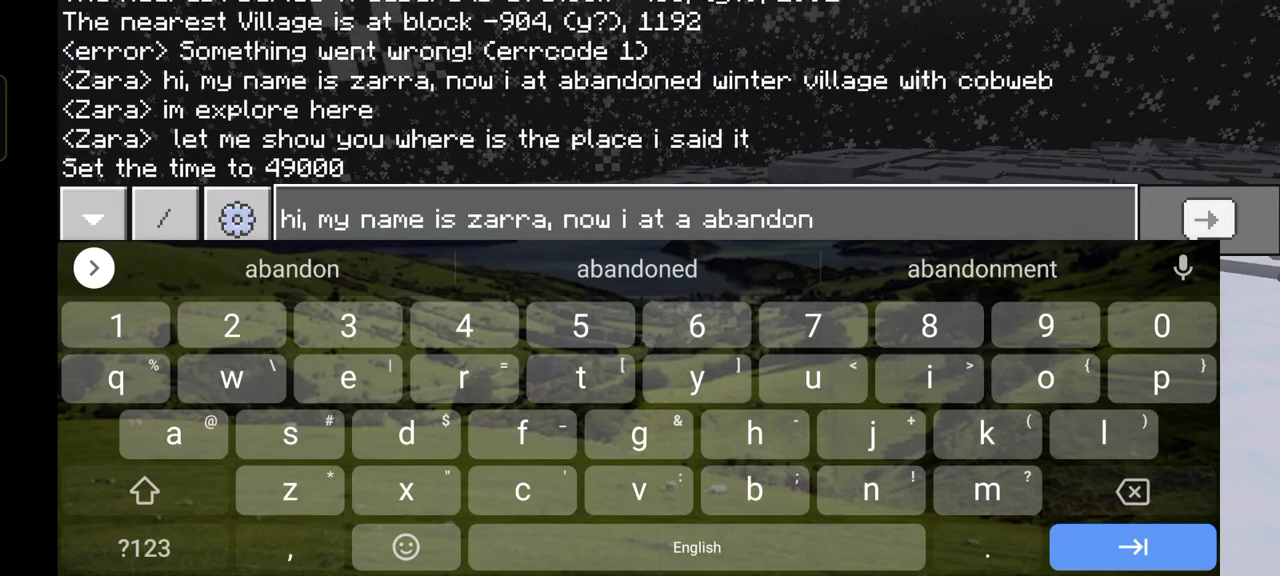 The nearest Village is at block -904, (y?), 1192
<error> Something went wrong! (errcode 1)
<Zara> hi, my name is zarra, now i at abandoned winter village with cobweb
<Zara> im explore here
<Zara> let me show you where is the place i said it
Set the time to 49000
/
hi, my name is zarra, now i at a abandon
abandon abandoned abandonment
1 2 3 4 5 6 7 8 9 0
q % w \ e | r = t [ y ] u < i > o { p }
a @ s # d $ f _ g & h - j + k ( l )
z * x " c ' v : b ; n ! m ?
?123 , English .